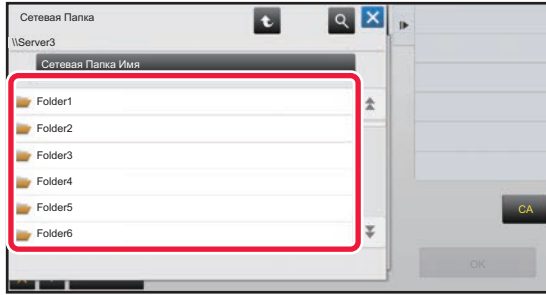 Сетевая Папка
\\Server3
Сетевая Папка Имя
Folder1
Folder2
Folder3
Folder4
Folder5
Folder6
CA
OK